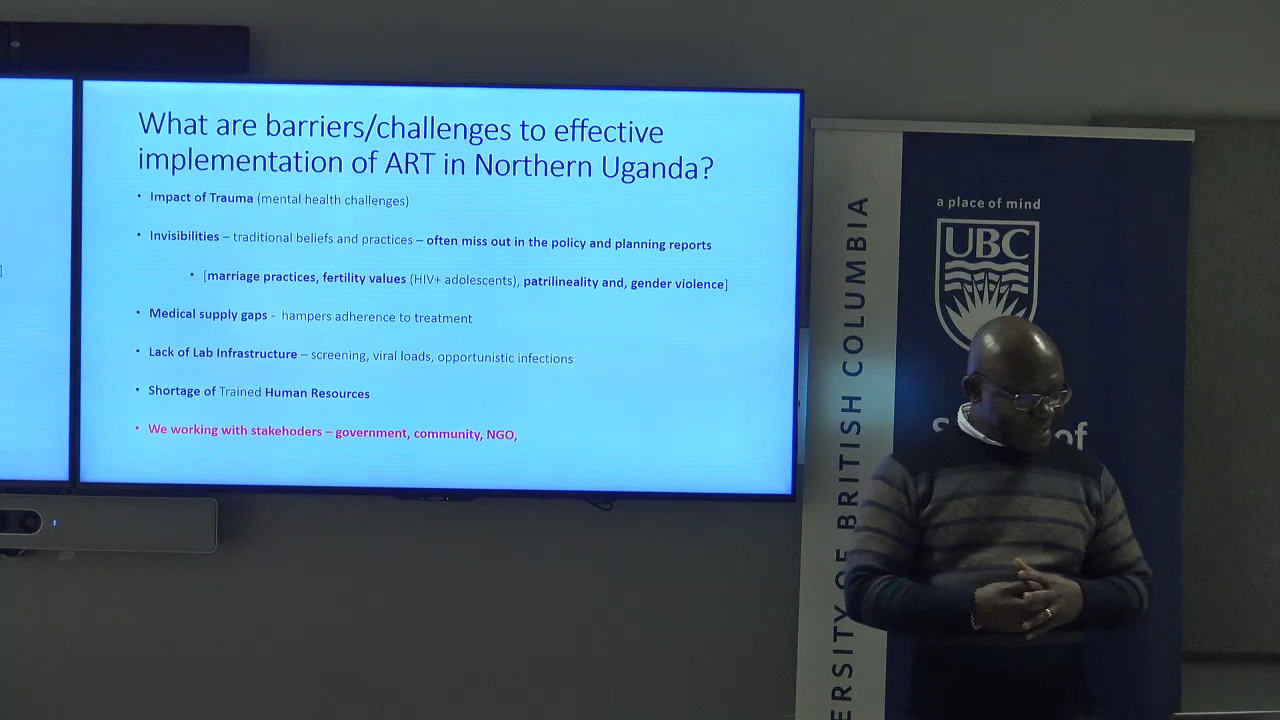 What are barriers/challenges to effective
implementation of ART in Northern Uganda?
• Impact of Trauma (mental health challenges)
• Invisibilities – traditional beliefs and practices – often miss out in the policy and planning reports
• [marriage practices, fertility values (HIV+ adolescents), patrilineality and, gender violence]
• Medical supply gaps - hampers adherence to treatment
• Lack of Lab Infrastructure – screening, viral loads, opportunistic infections
• Shortage of Trained Human Resources
• We working with stakehoders – government, community, NGO,
]
ERSITY OF BRITISH COLUMBIA
a place of mind
UBC
of